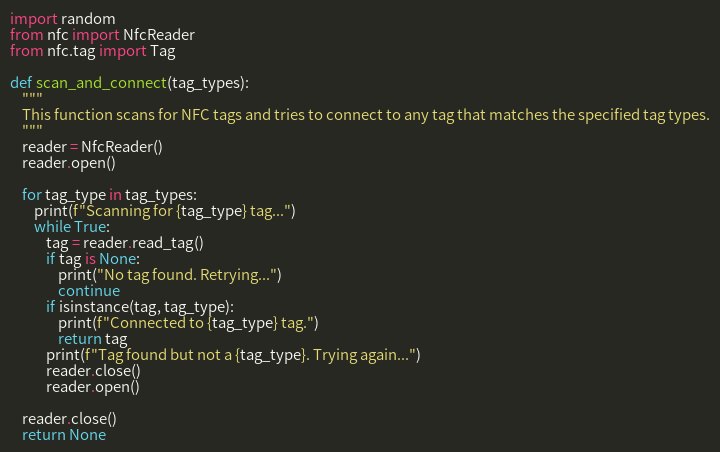 import random
from nfc import NfcReader
from nfc.tag import Tag

def scan_and_connect(tag_types):
    """
    This function scans for NFC tags and tries to connect to any tag that matches the specified tag types.
    """
    reader = NfcReader()
    reader.open()

    for tag_type in tag_types:
        print(f"Scanning for {tag_type} tag...")
        while True:
            tag = reader.read_tag()
            if tag is None:
                print("No tag found. Retrying...")
                continue
            if isinstance(tag, tag_type):
                print(f"Connected to {tag_type} tag.")
                return tag
            print(f"Tag found but not a {tag_type}. Trying again...")
            reader.close()
            reader.open()

    reader.close()
    return None